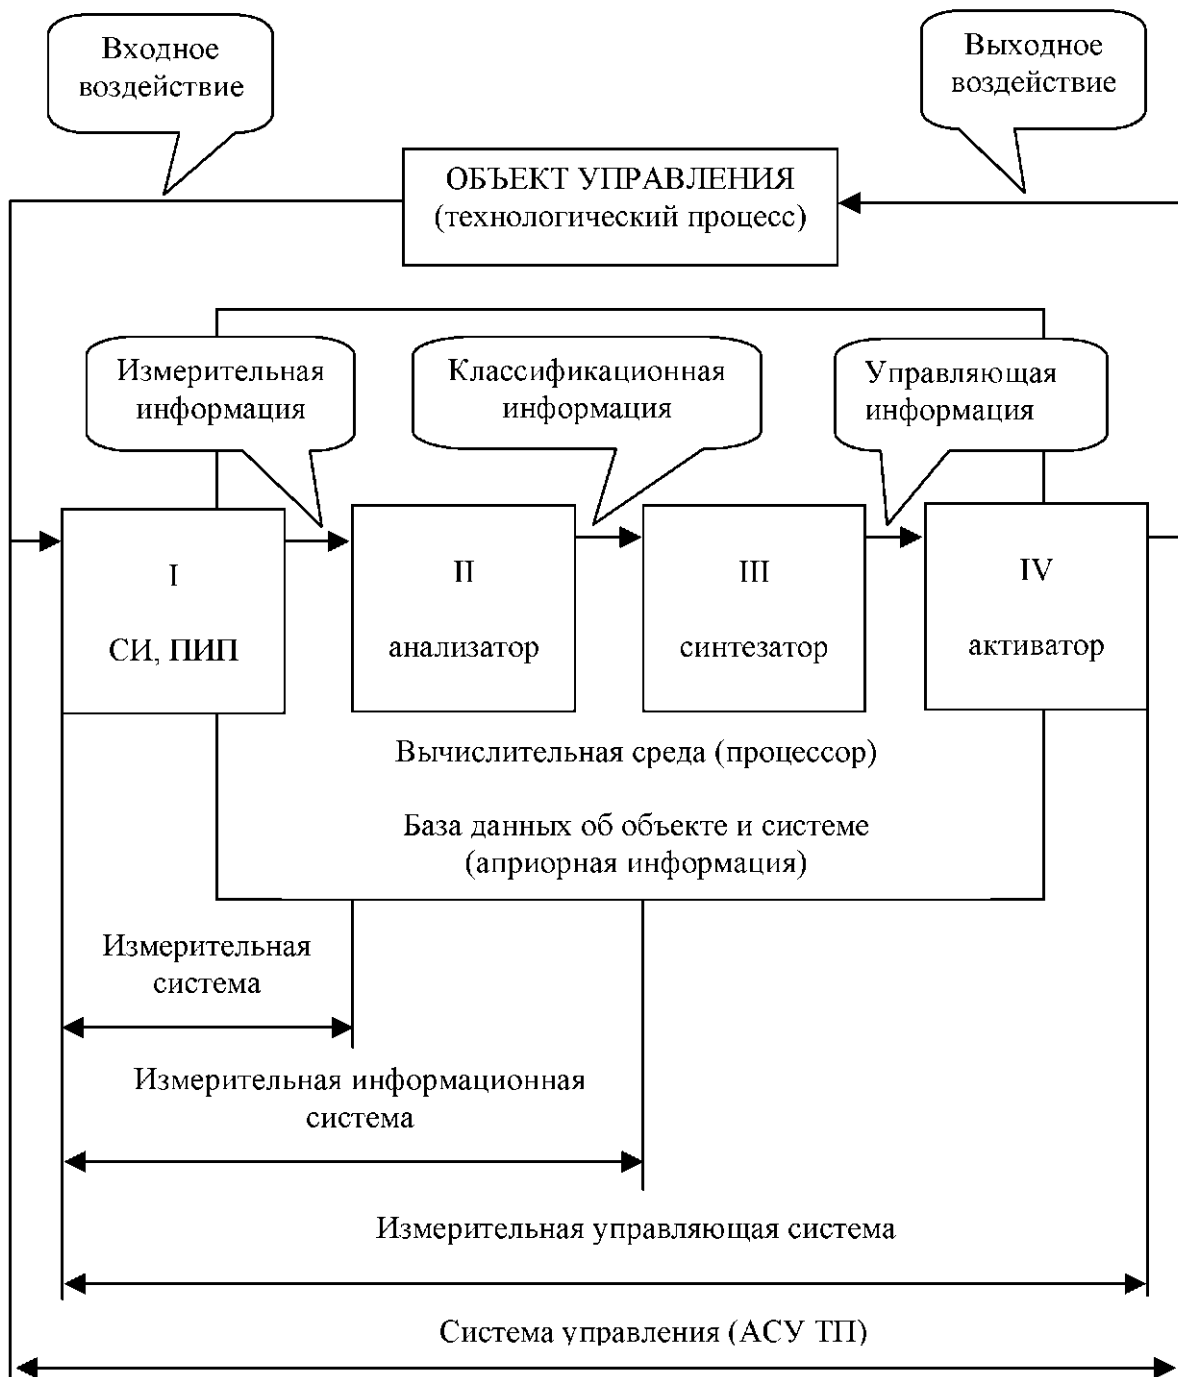 Входное
воздействие
Выходное
воздействие
ОБЪЕКТ УПРАВЛЕНИЯ
(технологический процесс)
Измерительная
информация
Классификационная
информация
Управляющая
информация
I
СИ, ПИП
II
анализатор
III
синтезатор
IV
активатор
Вычислительная среда (процессор)
База данных об объекте и системе
(априорная информация)
Измерительная
система
Измерительная информационная
система
Измерительная управляющая система
Система управления (АСУ ТП)